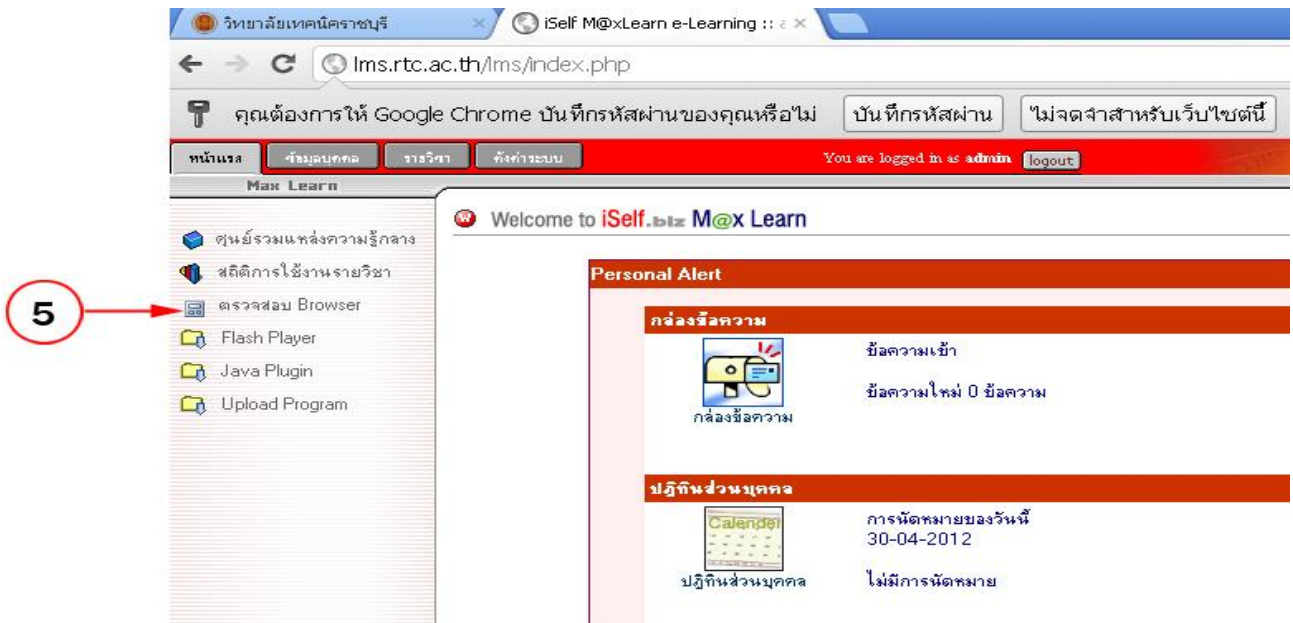 วิทยาลัยเทคนิคราชบุรี
iSelf M@xLearn e-Learning :: a
lms.rtc.ac.th/lms/index.php
คุณต้องการให้ Google Chrome บันทึกรหัสผ่านของคุณหรือไม่ บันทึกรหัสผ่าน ไม่จดจำสำหรับเว็บไซต์นี้
หน้าแรก ข้อมูลบุคคล รายวิชา ตั้งค่าระบบ You are logged in as admin logout
Max Learn
Welcome to iSelf.biz M@x Learn
ศูนย์รวมแหล่งความรู้กลาง
สถิติการใช้งานรายวิชา
5
ตรวจสอบ Browser
Flash Player
Java Plugin
Upload Program
Personal Alert
กล่องข้อความ
ข้อความเข้า
ข้อความใหม่ 0 ข้อความ
กล่องข้อความ
ปฏิทินส่วนบุคคล
Calender
การนัดหมายของวันนี้
30-04-2012
ปฏิทินส่วนบุคคล
ไม่มีการนัดหมาย